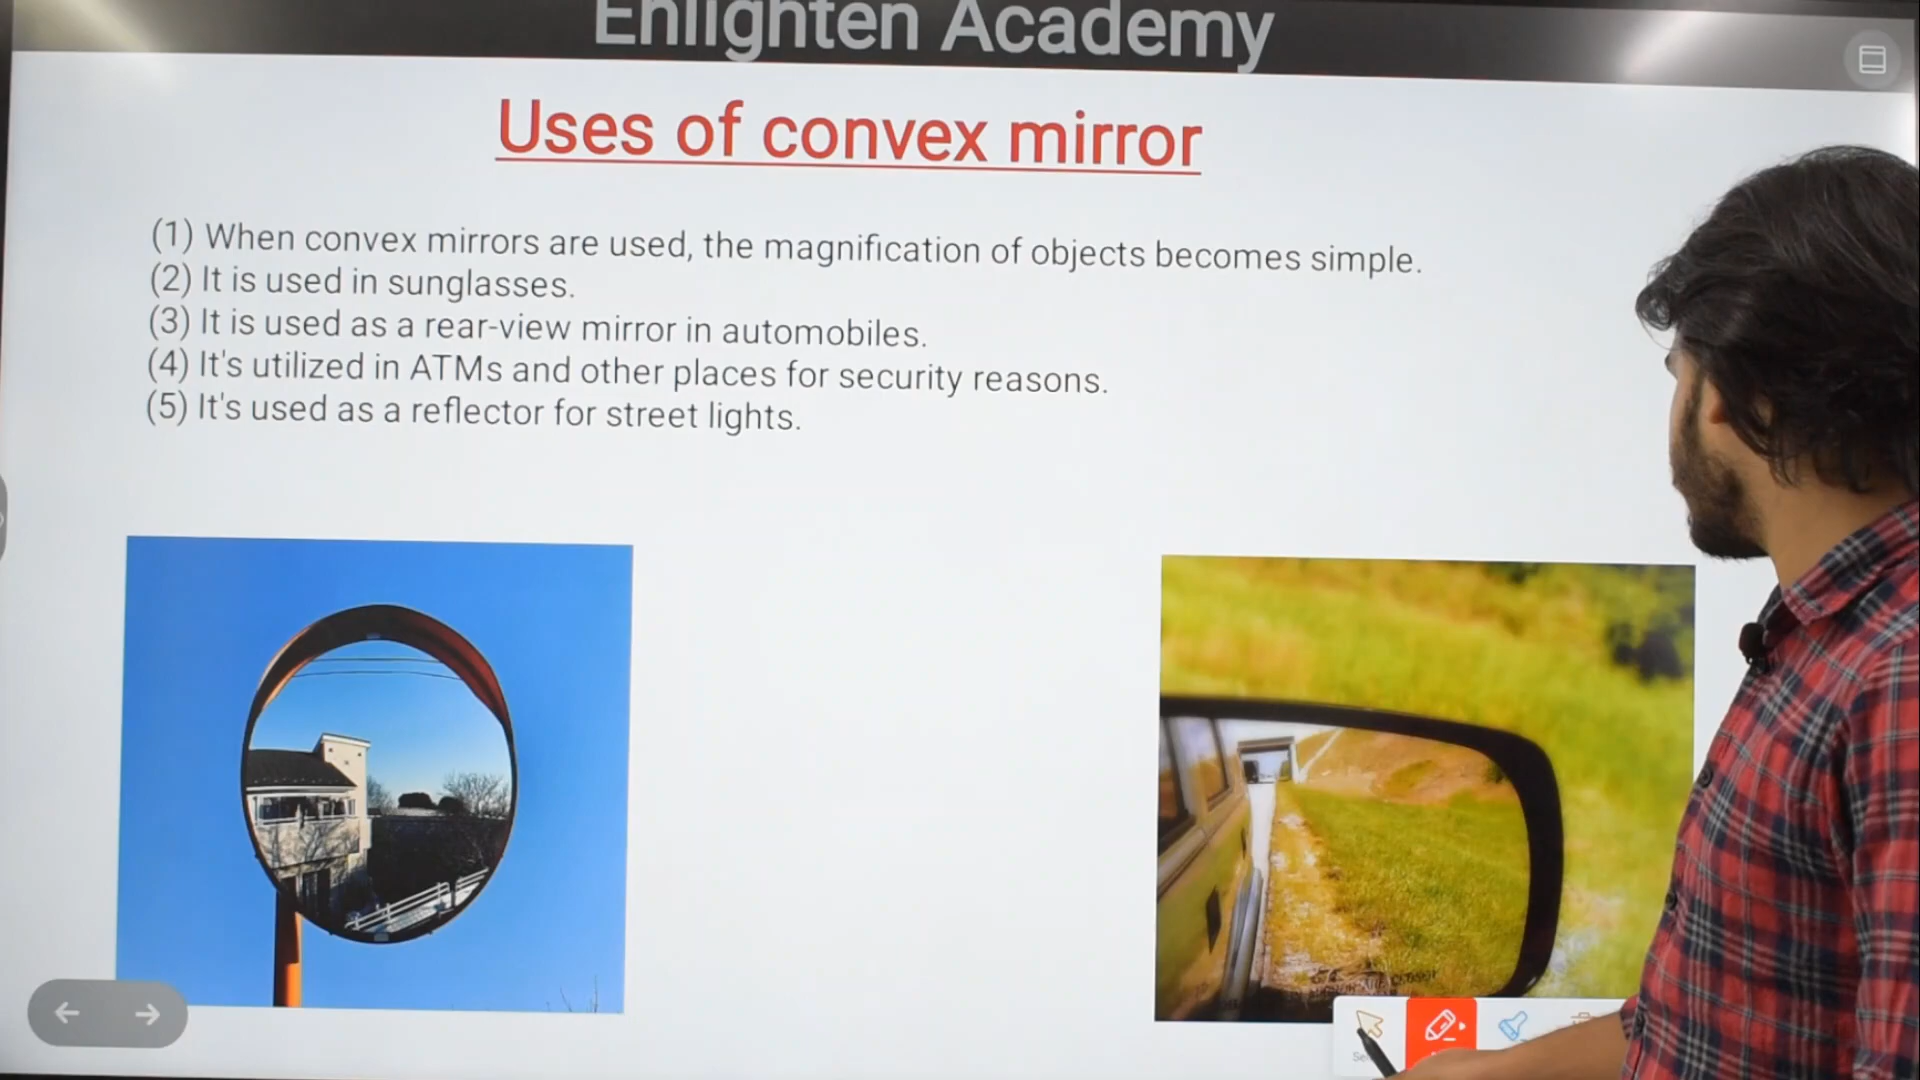 Enlighten Academy
Uses of convex mirror
(1) When convex mirrors are used, the magnification of objects becomes simple.
(2) It is used in sunglasses.
(3) It is used as a rear-view mirror in automobiles.
(4) It's utilized in ATMs and other places for security reasons.
(5) It's used as a reflector for street lights.